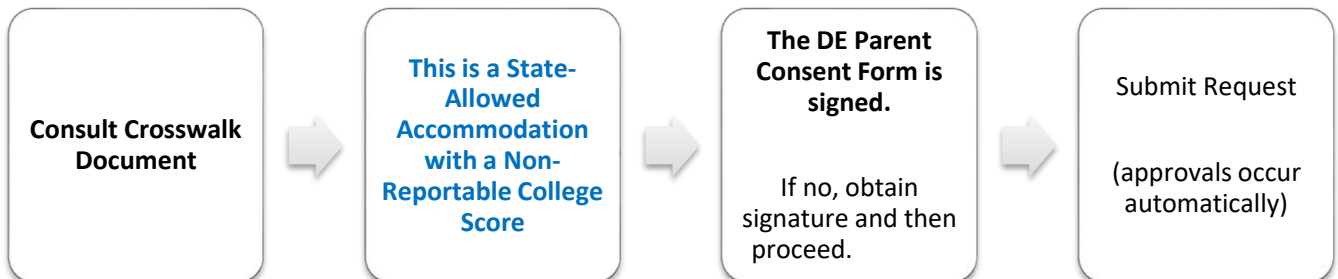 Consult Crosswalk
Document
This is a State-
Allowed
Accommodation
with a Non-
Reportable College
Score
The DE Parent
Consent Form is
signed.
If no, obtain
signature and then
proceed.
Submit Request
(approvals occur
automatically)